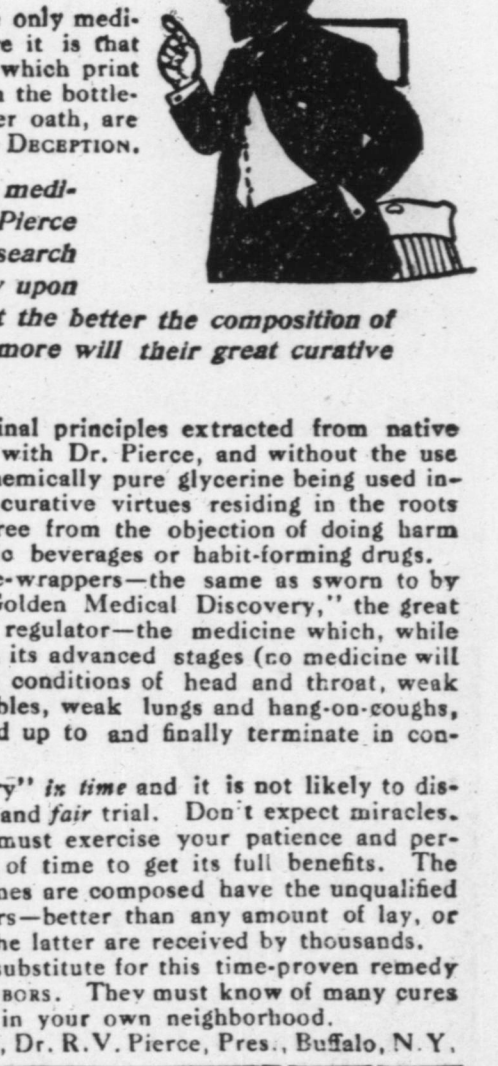 only medi-
it is that
which print
the bottle-
er oath, are
DECEPTION.
medi-
Pierce
search
upon
t the better the composition of
more will their great curative
inal principles extracted from native
with Dr. Pierce, and without the use
hemically pure glycerine being used in-
curative virtues residing in the roots
ree from the objection of doing harm
c beverages or habit-forming drugs.
e-wrappers—the same as sworn to by
Golden Medical Discovery," the great
regulator—the medicine which, while
its advanced stages (no medicine will
conditions of head and throat, weak
bles, weak lungs and hang-on-coughs,
d up to and finally terminate in con-
y" in time and it is not likely to dis-
and fair trial. Don't expect miracles.
must exercise your patience and per-
of time to get its full benefits. The
nes are composed have the unqualified
rs—better than any amount of lay, or
he latter are received by thousands.
substitute for this time-proven remedy
BORS. They must know of many cures
in your own neighborhood.
, Dr. R.V. Pierce, Pres., Buffalo, N.Y.